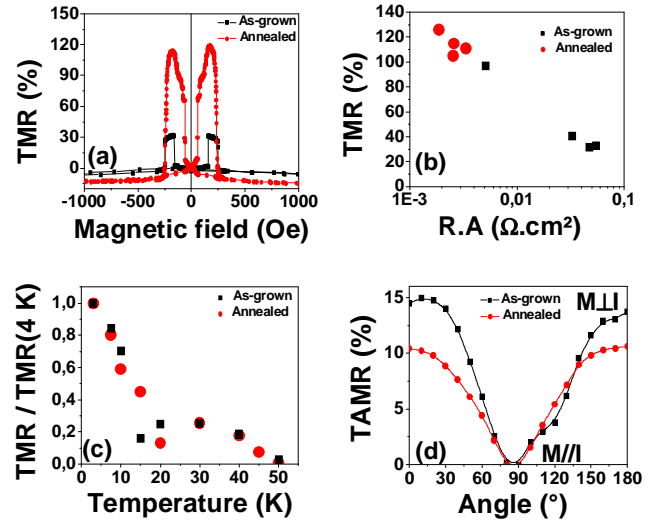 150
120
90
60
30
0
TMR (%)
As-grown
Annealed
(a)
-1000 -500 0 500 1000
Magnetic field (Oe)
140
120
100
80
60
40
20
0
TMR (%)
As-grown
Annealed
(b)
1E-3 0,01 0,1
R.A (Ω.cm²)
1,0
0,8
0,6
0,4
0,2
0,0
TMR / TMR(4 K)
As-grown
Annealed
(c)
0 10 20 30 40 50
Temperature (K)
15
10
5
0
TAMR (%)
As-grown
Annealed
M⊥I
M//I
(d)
0 30 60 90 120 150 180
Angle (°)